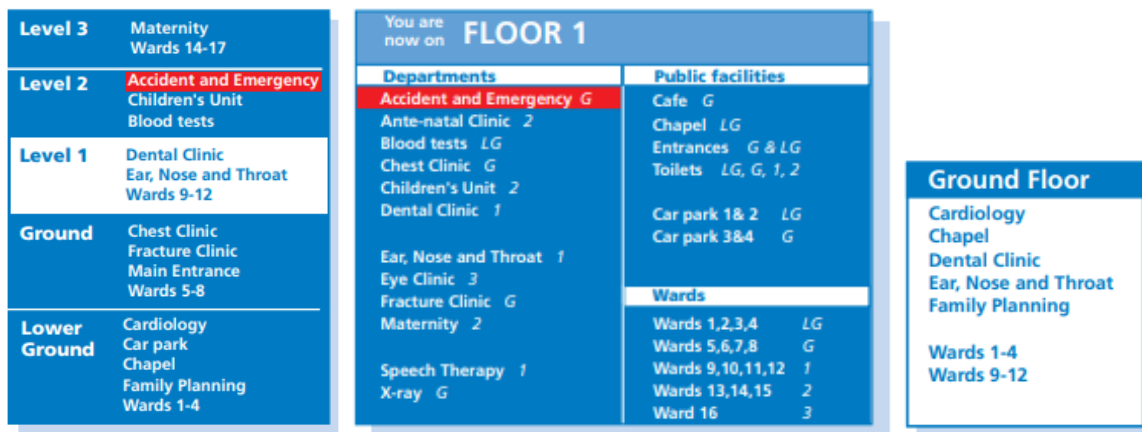 Level 3
Maternity
Wards 14-17
Level 2
Accident and Emergency
Children's Unit
Blood tests
Level 1
Dental Clinic
Ear, Nose and Throat
Wards 9-12
Ground
Chest Clinic
Fracture Clinic
Main Entrance
Wards 5-8
Lower
Ground
Cardiology
Car park
Chapel
Family Planning
Wards 1-4
You are
now on
FLOOR 1
Departments
Accident and Emergency G
Ante-natal Clinic 2
Blood tests LG
Chest Clinic G
Children's Unit 2
Dental Clinic 1
Ear, Nose and Throat 1
Eye Clinic 3
Fracture Clinic G
Maternity 2
Speech Therapy 1
X-ray G
Public facilities
Cafe G
Chapel LG
Entrances G & LG
Toilets LG, G, 1, 2
Car park 1& 2 LG
Car park 3&4 G
Wards
Wards 1,2,3,4 LG
Wards 5,6,7,8 G
Wards 9,10,11,12 1
Wards 13,14,15 2
Ward 16 3
Ground Floor
Cardiology
Chapel
Dental Clinic
Ear, Nose and Throat
Family Planning
Wards 1-4
Wards 9-12